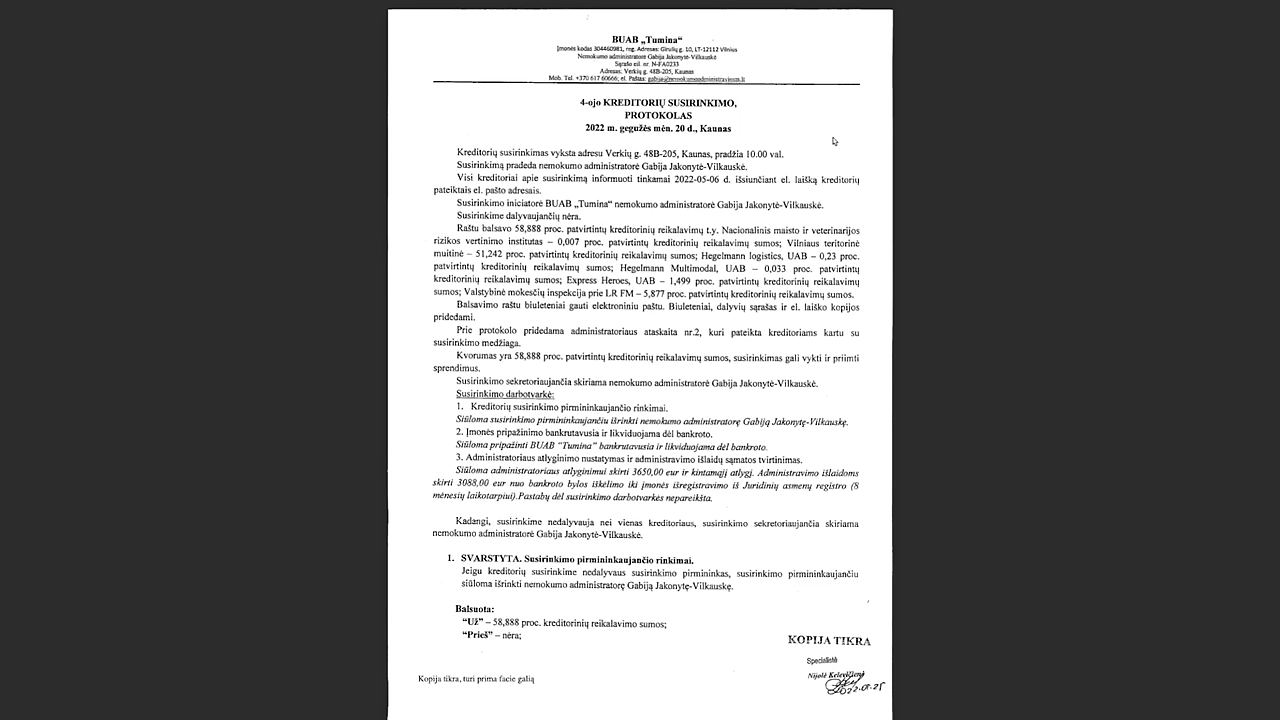 BUAB „Tumina“
Įmonės kodas 304460981, reg. Adresas: Girulių g. 10, LT-12112 Vilnius
Nemokumo administratorė Gabija Jakonytė-Vilkauskė
Sąrašo eil. nr. N-FA0233
Adresas: Verkių g. 48B-205, Kaunas
Mob. Tel. +370 617 60666; el. Paštas: gabija@nemokumoadministravimas.lt
4-ojo KREDITORIŲ SUSIRINKIMO,
PROTOKOLAS
2022 m. gegužės mėn. 20 d., Kaunas
Kreditorių susirinkimas vyksta adresu Verkių g. 48B-205, Kaunas, pradžia 10.00 val.
Susirinkimą pradeda nemokumo administratorė Gabija Jakonytė-Vilkauskė.
Visi kreditoriai apie susirinkimą informuoti tinkamai 2022-05-06 d. išsiunčiant el. laišką kreditorių
pateiktais el. pašto adresais.
Susirinkimo iniciatorė BUAB „Tumina“ nemokumo administratorė Gabija Jakonytė-Vilkauskė.
Susirinkime dalyvaujančių nėra.
Raštu balsavo 58,888 proc. patvirtintų kreditorinių reikalavimų t.y. Nacionalinis maisto ir veterinarijos
rizikos vertinimo institutas – 0,007 proc. patvirtintų kreditorinių reikalavimų sumos; Vilniaus teritorinė
muitinė – 51,242 proc. patvirtintų kreditorinių reikalavimų sumos; Hegelmann logistics, UAB – 0,23 proc.
patvirtintų kreditorinių reikalavimų sumos; Hegelmann Multimodal, UAB – 0,033 proc. patvirtintų
kreditorinių reikalavimų sumos; Express Heroes, UAB – 1,499 proc. patvirtintų kreditorinių reikalavimų
sumos; Valstybinė mokesčių inspekcija prie LR FM – 5,877 proc. patvirtintų kreditorinių reikalavimų sumos.
Balsavimo raštu biuleteniai gauti elektroniniu paštu. Biuleteniai, dalyvių sąrašas ir el. laiško kopijos
pridedami.
Prie protokolo pridedama administratoriaus ataskaita nr.2, kuri pateikta kreditoriams kartu su
susirinkimo medžiaga.
Kvorumas yra 58,888 proc. patvirtintų kreditorinių reikalavimų sumos, susirinkimas gali vykti ir priimti
sprendimus.
Susirinkimo sekretoriaujančia skiriama nemokumo administratorė Gabija Jakonytė-Vilkauskė.
Susirinkimo darbotvarkė:
1. Kreditorių susirinkimo pirmininkaujančio rinkimai.
Siūloma susirinkimo pirmininkaujančiu išrinkti nemokumo administratorę Gabiją Jakonytę-Vilkauskę.
2. Įmonės pripažinimo bankrutavusia ir likviduojama dėl bankroto.
Siūloma pripažinti BUAB “Tumina” bankrutavusia ir likviduojama dėl bankroto.
3. Administratoriaus atlyginimo nustatymas ir administravimo išlaidų sąmatos tvirtinimas.
Siūloma administratoriaus atlyginimui skirti 3650,00 eur ir kintamąjį atlygį. Administravimo išlaidoms
skirti 3088,00 eur nuo bankroto bylos iškėlimo iki įmonės išregistravimo iš Juridinių asmenų registro (8
mėnesių laikotarpiui).Pastabų dėl susirinkimo darbotvarkės nepareikšta.
Kadangi, susirinkime nedalyvauja nei vienas kreditoriaus, susirinkimo sekretoriaujančia skiriama
nemokumo administratorė Gabija Jakonytė-Vilkauskė.
1. SVARSTYTA. Susirinkimo pirmininkaujančio rinkimai.
Jeigu kreditorių susirinkime nedalyvaus susirinkimo pirmininkas, susirinkimo pirmininkaujančiu
siūloma išrinkti nemokumo administratorę Gabiją Jakonytę-Vilkauskę.
Balsuota:
“Už” – 58,888 proc. kreditorinių reikalavimo sumos;
“Prieš” – nėra;
KOPIJA TIKRA
Specialistė
Nijolė Kelevičienė
Kopija tikra, turi prima facie galią